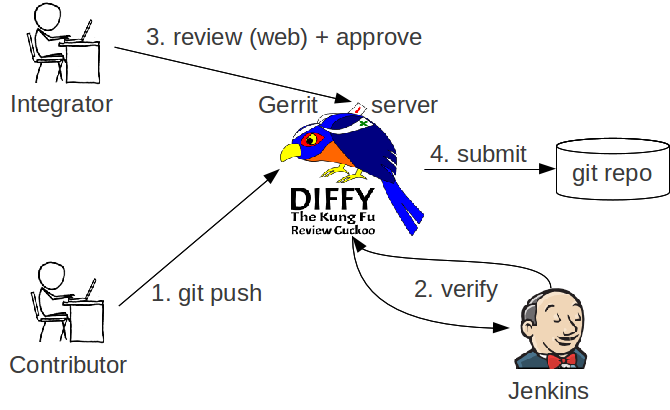 3. review (web) + approve
Integrator
Gerrit server
4. submit
git repo
DIFFY
The Kung Fu
Review Cuckoo
1. git push
2. verify
Contributor
Jenkins